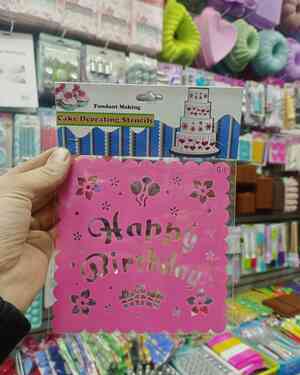 Fondant Making
Cake Decorating Stencils
Happy
Birthday